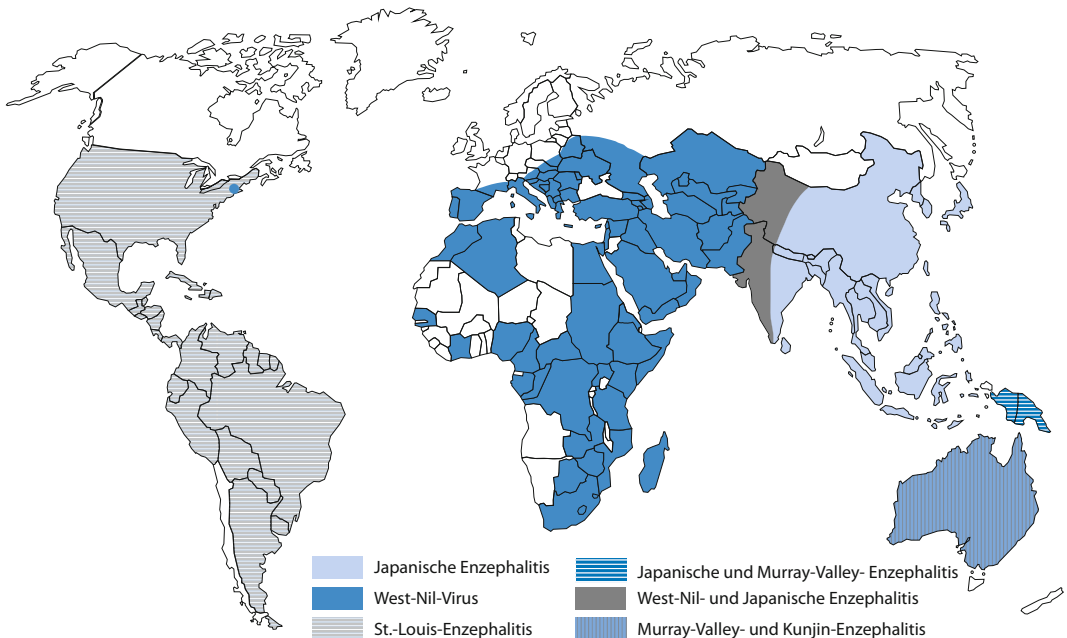 Japanische Enzephalitis
West-Nil-Virus
St.-Louis-Enzephalitis
Japanische und Murray-Valley- Enzephalitis
West-Nil- und Japanische Enzephalitis
Murray-Valley- und Kunjin-Enzephalitis